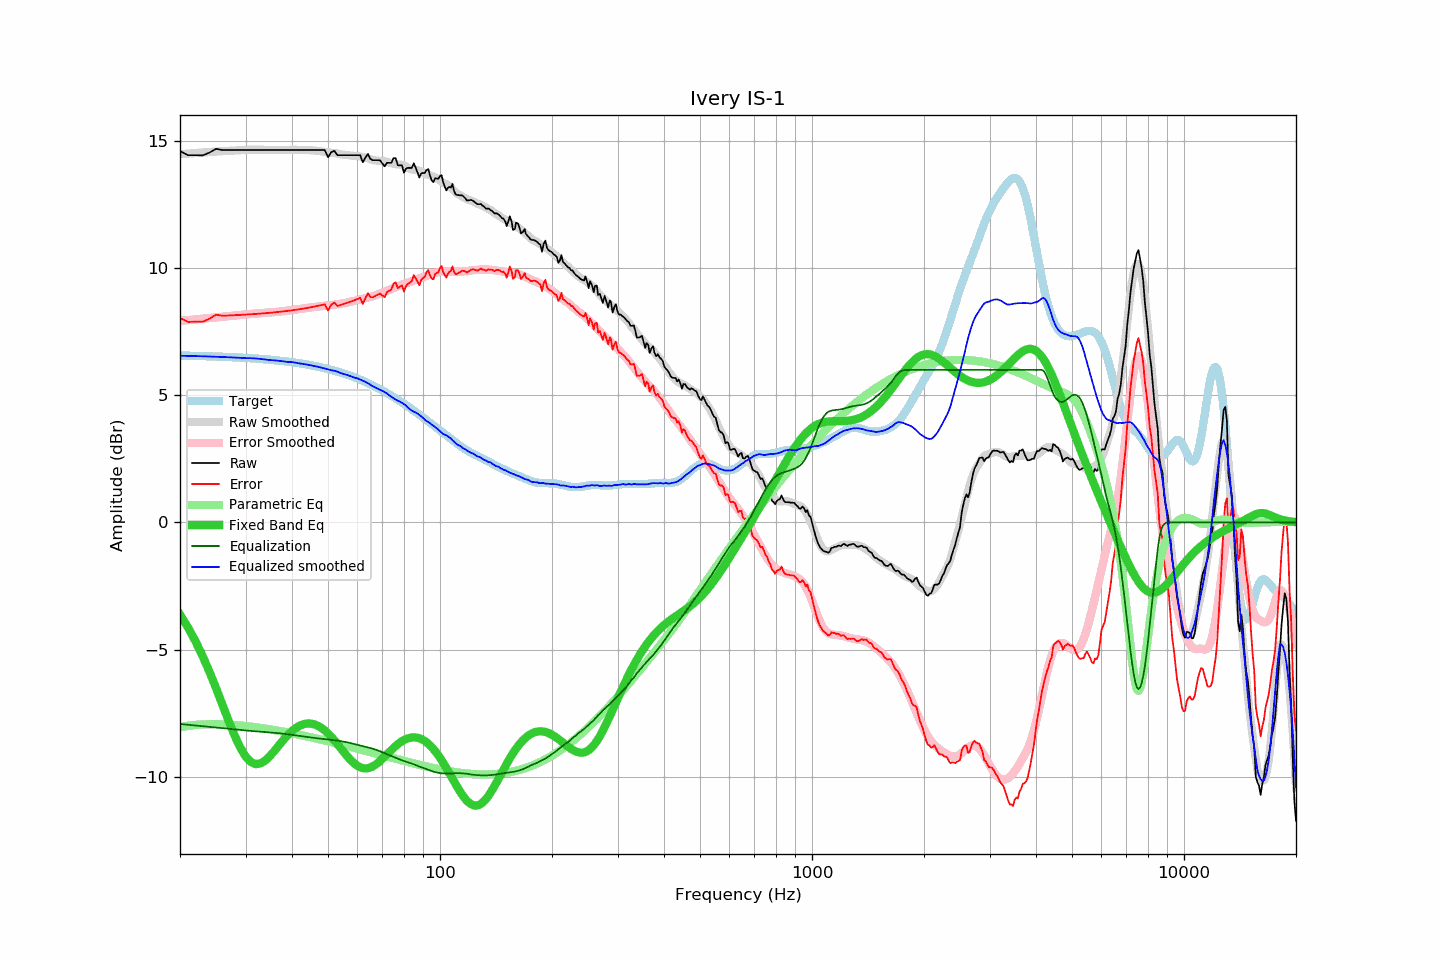 Ivery IS-1
15
10
5
0
−5
−10
Amplitude (dBr)
Target
Raw Smoothed
Error Smoothed
Raw
Error
Parametric Eq
Fixed Band Eq
Equalization
Equalized smoothed
100
1000
10000
Frequency (Hz)